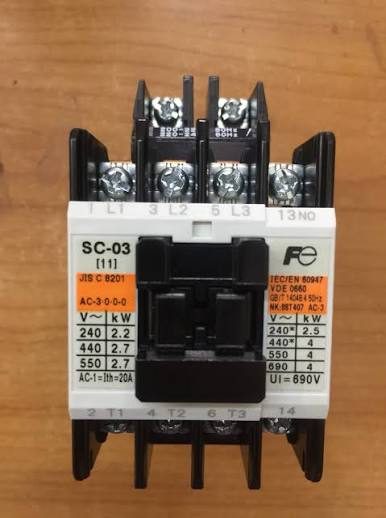 1 L1 3 L2 5 L3 13NO
SC-03
[11]
JIS C 8201
AC-3-0-0-0
V~ kW
240 2.2
440 2.7
550 2.7
AC-1=Ith=20A
Fe
IEC/EN 60947
VDE 0660
GB/T 14048.4 50Hz
NK:88T407 AC-3
V~ kW
240* 2.5
440* 4
550 4
690 4
Ui=690V
2 T1 4 T2 6 T3 14